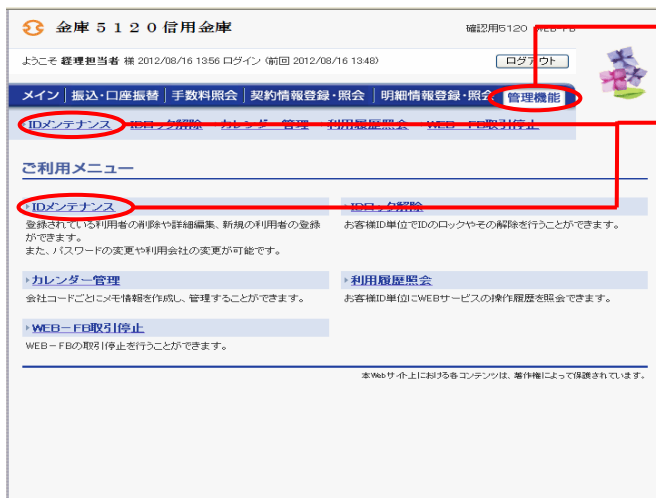 金庫５１２０信用金庫
確認用5120 WEB-FB
ようこそ 経理担当者 様 2012/08/16 13:56 ログイン (前回 2012/08/16 13:48)
ログアウト
メイン 振込・口座振替 手数料照会 契約情報登録・照会 明細情報登録・照会 管理機能
IDメンテナンス IDロック解除 カレンダー管理 利用履歴照会 WEB－FB取引停止
ご利用メニュー
IDメンテナンス
登録されている利用者の削除や詳細編集、新規の利用者の登録
ができます。
また、パスワードの変更や利用会社の変更が可能です。
IDロック解除
お客様ID単位でIDのロックやその解除を行うことができます。
カレンダー管理
会社コードごとにメモ情報を作成し、管理することができます。
利用履歴照会
お客様ID単位にWEBサービスの操作履歴を照会できます。
WEB－FB取引停止
WEB－FBの取引停止を行うことができます。
本Webサイト上における各コンテンツは、著作権によって保護されています。